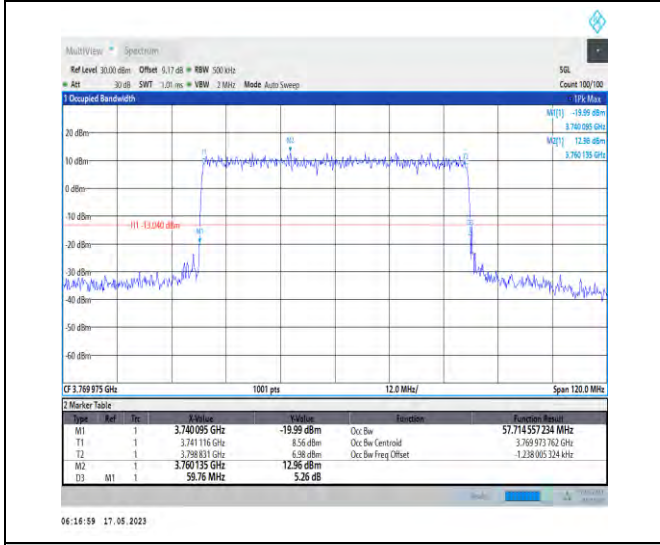 MultiView Spectrum
Ref Level 30.00 dBm Offset 9.17 dB RBW 500 kHz SGL
Att 30 dB SWT 1.01 ms VBW 2 MHz Mode Auto Sweep Count 100/100
1 Occupied Bandwidth 1Pk Max
M1[1] -19.99 dBm
3.740 095 GHz
M2[1] 12.96 dBm
3.760 135 GHz
20 dBm
M2
T1
10 dBm
0 dBm
-10 dBm
H1 -13.040 dBm
M1
-20 dBm
-30 dBm
-40 dBm
-50 dBm
-60 dBm
CF 3.769 975 GHz 1001 pts 12.0 MHz/ Span 120.0 MHz
2 Marker Table
Type Ref Trc X-Value Y-Value Function Function Result
M1 1 3.740 095 GHz -19.99 dBm Occ Bw 57.714 557 234 MHz
T1 1 3.741 116 GHz 8.56 dBm Occ Bw Centroid 3.769 973 762 GHz
T2 1 3.798 831 GHz 6.98 dBm Occ Bw Freq Offset -1.238 005 324 kHz
M2 1 3.760 135 GHz 12.96 dBm
D3 M1 1 59.76 MHz 5.26 dB
06:16:59 17.05.2023